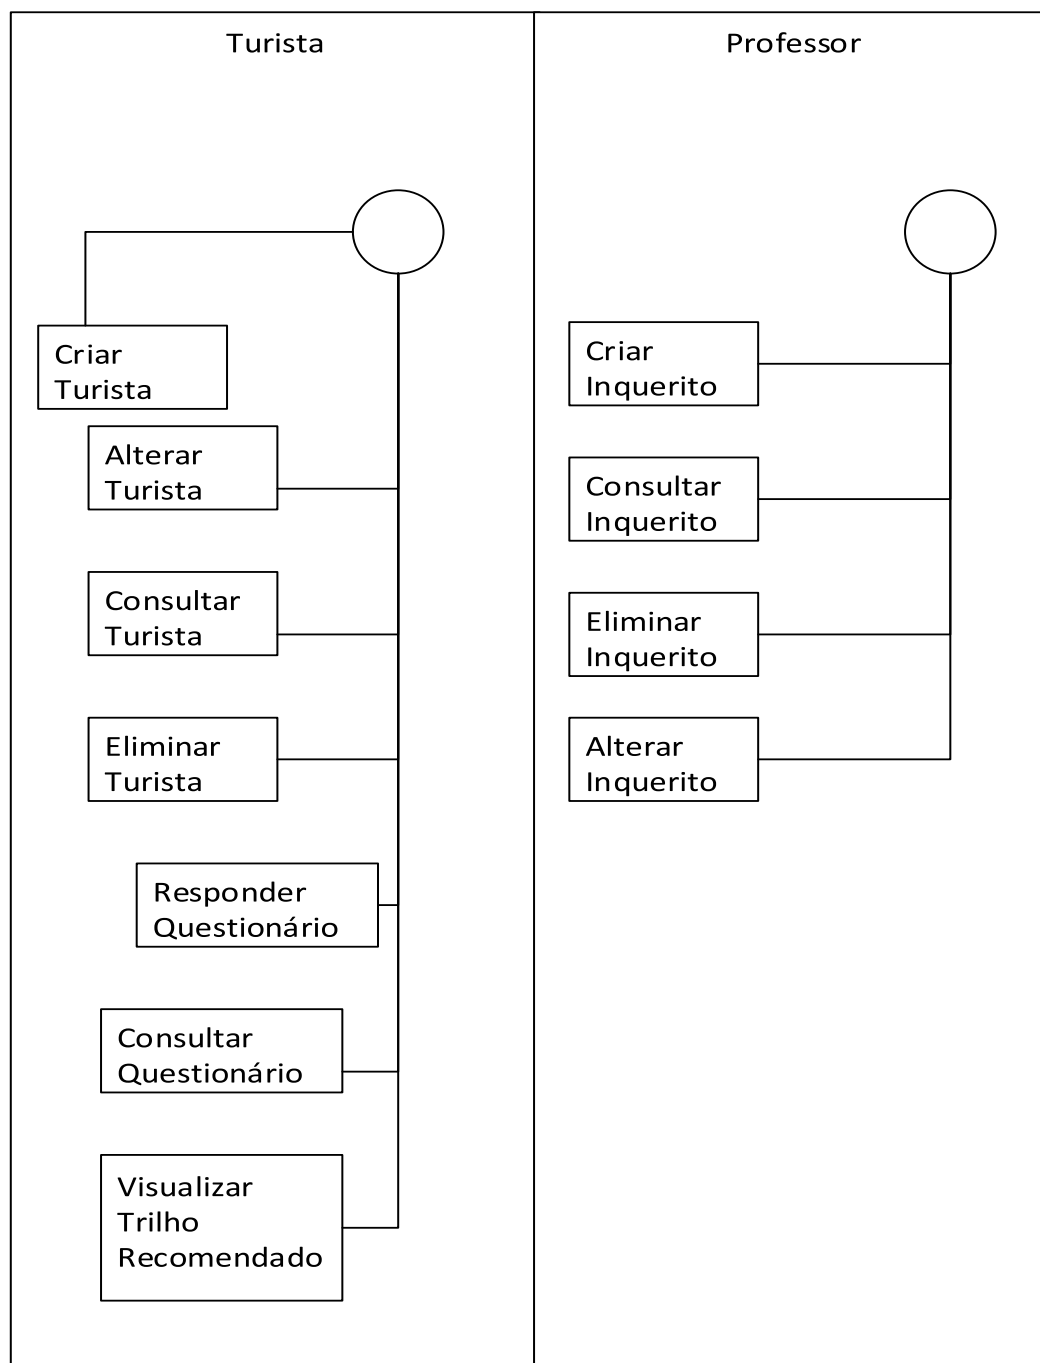 Turista
Criar
Turista
Alterar
Turista
Consultar
Turista
Eliminar
Turista
Responder
Questionário
Consultar
Questionário
Visualizar
Trilho
Recomendado
Professor
Criar
Inquerito
Consultar
Inquerito
Eliminar
Inquerito
Alterar
Inquerito